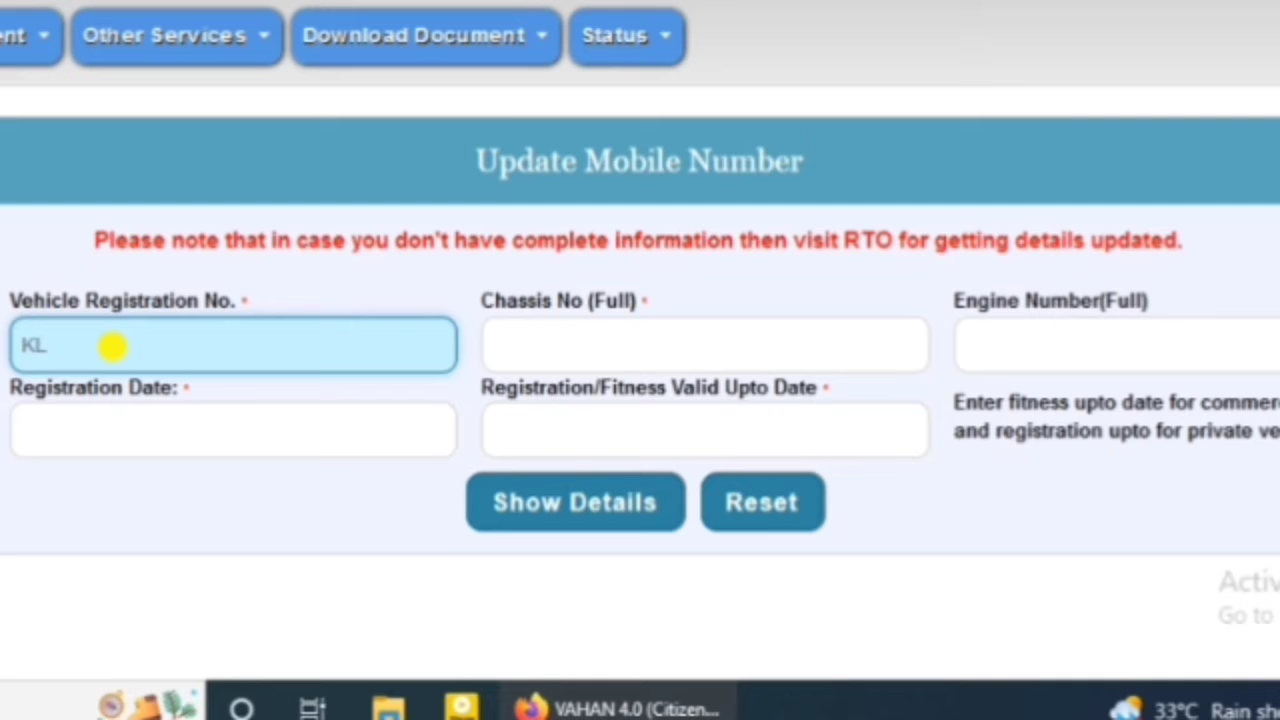 Other Services
Download Document
Status
Update Mobile Number
Please note that in case you don't have complete information then visit RTO for getting details updated.
Vehicle Registration No. *
Chassis No (Full) *
Engine Number(Full)
KL
Registration Date: *
Registration/Fitness Valid Upto Date *
Enter fitness upto date for
and registration upto for private
Show Details
Reset
Go to
VAHAN 4.0 (Citizen...
33°C Rain